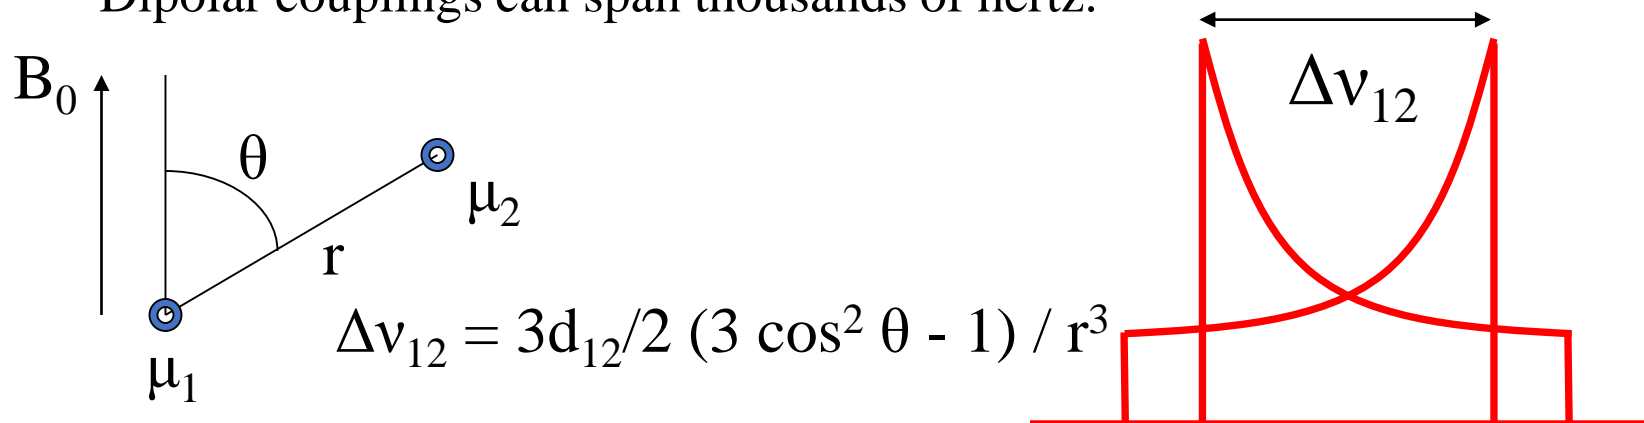 Dipolar couplings can span thousands of hertz.
B₀
θ
μ₂
r
μ₁
Δν₁₂ = 3d₁₂/2 (3 cos² θ - 1) / r³
Δν₁₂